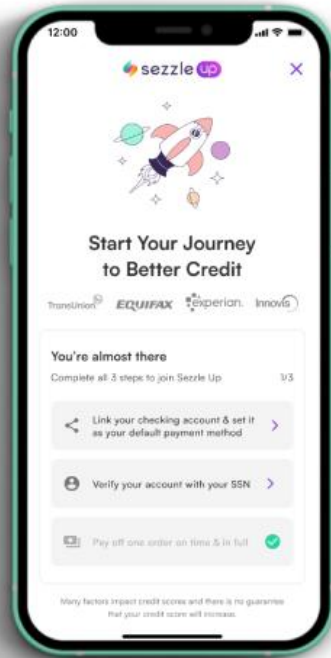 12:00
sezzle up
Start Your Journey
to Better Credit
TransUnion EQUIFAX experian. Innovis
You're almost there
Complete all 3 steps to join Sezzle Up 1/3
Link your checking account & set it
as your default payment method
Verify your account with your SSN
Pay off one order on time & in full
Many factors impact credit scores and there is no guarantee
that your credit score will increase.